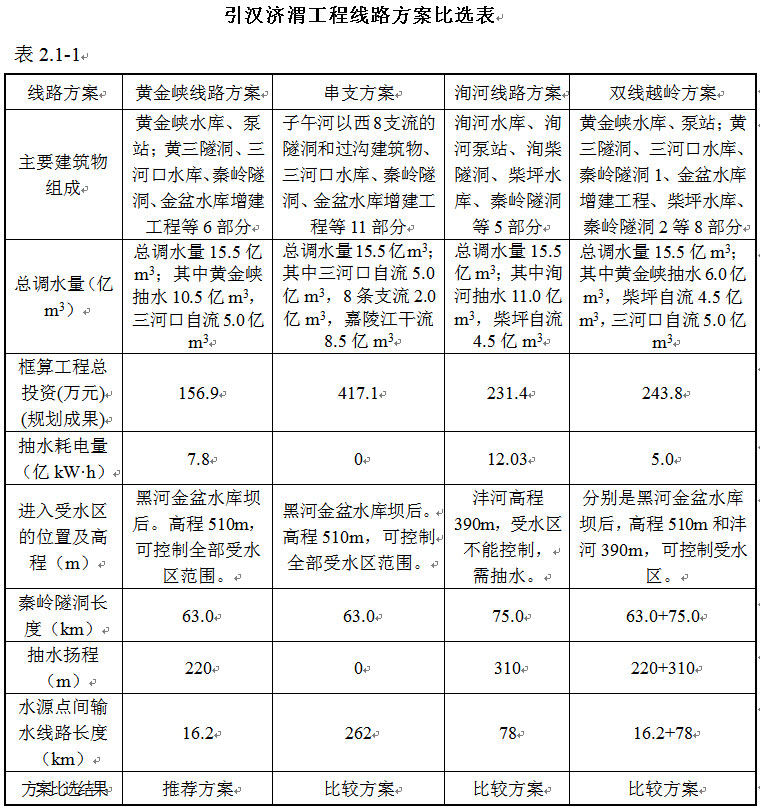 引汉济渭工程线路方案比选表
表 2.1-1
线路方案 黄金峡线路方案 串支方案 洵河线路方案 双线越岭方案
主要建筑物
组成
黄金峡水库、泵
站；黄三隧洞、三
河口水库、秦岭隧
洞、金盆水库增建
工程等 6 部分
子午河以西 8 支流的
隧洞和过沟建筑物、
三河口水库、秦岭隧
洞、金盆水库增建工
程等 11 部分
洵河水库、洵
河泵站、洵柴
隧洞、柴坪水
库、秦岭隧洞
等 5 部分
黄金峡水库、泵站；黄
三隧洞、三河口水库、
秦岭隧洞 1、金盆水库
增建工程、柴坪水库、
秦岭隧洞 2 等 8 部分
总调水量（亿
m³）
总调水量 15.5 亿
m³；其中黄金峡
抽水 10.5 亿 m³，
三河口自流 5.0 亿
m³
总调水量 15.5 亿 m³；
其中三河口自流 5.0
亿 m³，8 条支流 2.0
亿 m³，嘉陵江干流
8.5 亿 m³
总调水量 15.5
亿 m³；其中洵
河抽水 11.0 亿
m³，柴坪自流
4.5 亿 m³
总调水量 15.5 亿 m³；
其中黄金峡抽水 6.0 亿
m³，柴坪自流 4.5 亿
m³，三河口自流 5.0 亿
m³
框算工程总
投资(万元)
(规划成果)
156.9 417.1 231.4 243.8
抽水耗电量
（亿 kW·h）
7.8 0 12.03 5.0
进入受水区
的位置及高
程（m）
黑河金盆水库坝
后。高程 510m，
可控制全部受水
区范围。
黑河金盆水库坝后。
高程 510m，可控制
全部受水区范围。
沣河高程
390m，受水区
不能控制，
需抽水。
分别是黑河金盆水库
坝后，高程 510m 和沣
河 390m，可控制受水
区。
秦岭隧洞长
度（km）
63.0 63.0 75.0 63.0+75.0
抽水扬程
（m）
220 0 310 220+310
水源点间输
水线路长度
（km）
16.2 262 78 16.2+78
方案比选结果 推荐方案 比较方案 比较方案 比较方案